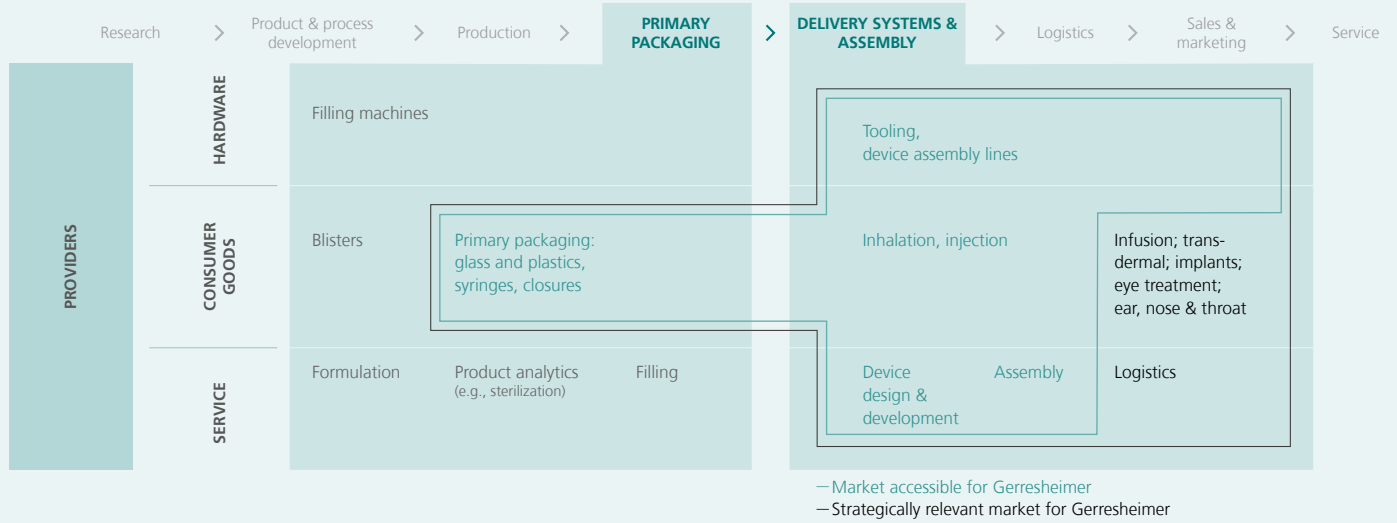 Research
Product & process
development
Production
PRIMARY
PACKAGING
DELIVERY SYSTEMS &
ASSEMBLY
Logistics
Sales &
marketing
Service
PROVIDERS
HARDWARE
Filling machines
Tooling,
device assembly lines
CONSUMER
GOODS
Blisters
Primary packaging:
glass and plastics,
syringes, closures
Inhalation, injection
Infusion; trans-
dermal; implants;
eye treatment;
ear, nose & throat
SERVICE
Formulation
Product analytics
(e.g., sterilization)
Filling
Device
design &
development
Assembly
Logistics
Market accessible for Gerresheimer
Strategically relevant market for Gerresheimer